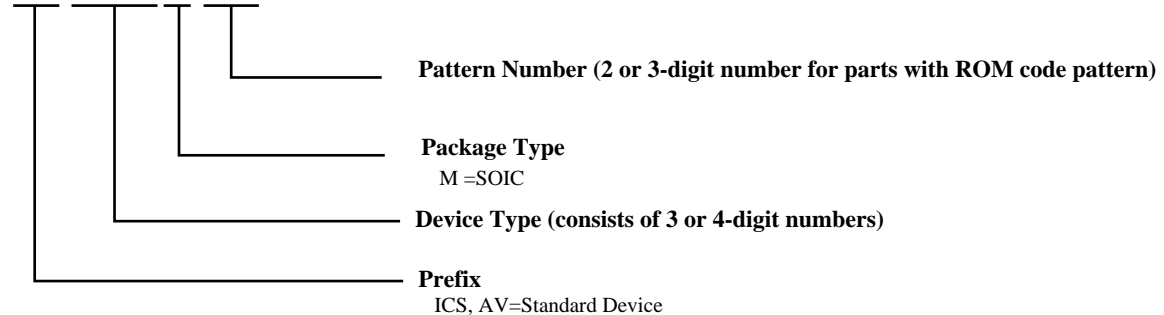 Pattern Number (2 or 3-digit number for parts with ROM code pattern)
Package Type
M =SOIC
Device Type (consists of 3 or 4-digit numbers)
Prefix
ICS, AV=Standard Device